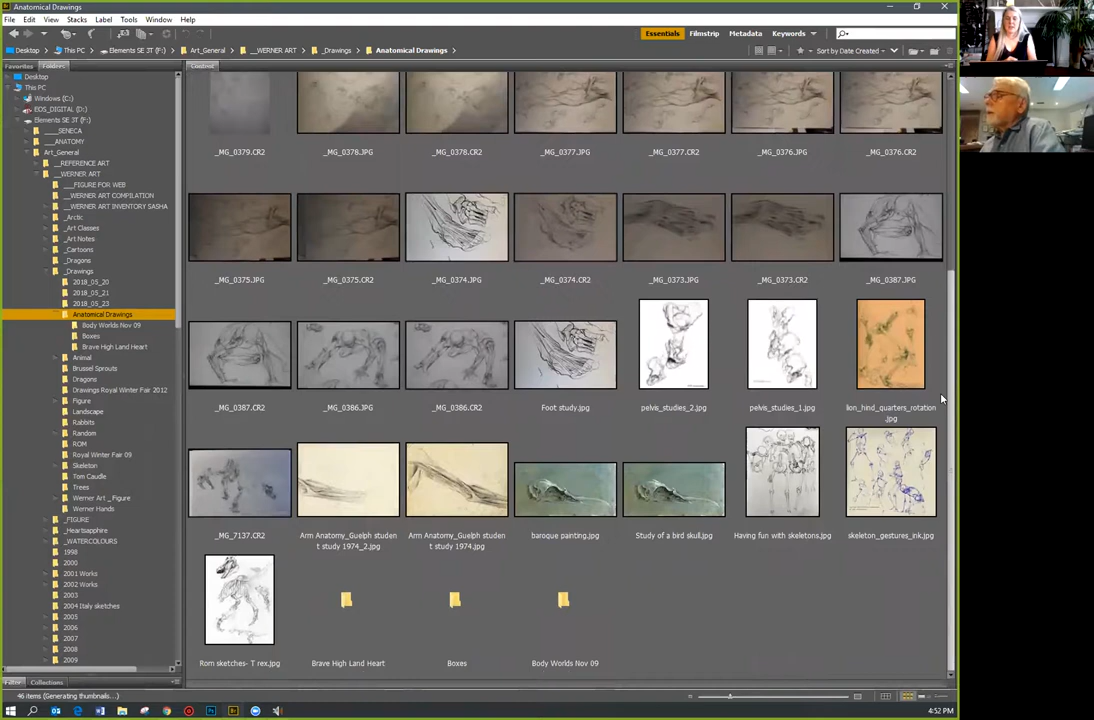 Anatomical Drawings
File Edit View Stacks Label Tools Window Help
Desktop This PC Elements SE 3T (F:) Art_General __WERNER ART _Drawings Anatomical Drawings
Essentials Filmstrip Metadata Keywords
Sort by Date Created
Favorites Folders
Content
Desktop
This PC
Windows (C:)
EOS_DIGITAL (D:)
Elements SE 3T (F:)
____SENECA
___ANATOMY
Art_General
__REFERENCE ART
__WERNER ART
___FIGURE FOR WEB
__WERNER ART COMPILATION
__WERNER ART INVENTORY SASHA
_Arctic
_Art Classes
_Art Notes
_Cartoons
_Dragons
_Drawings
2018_05_20
2018_05_21
2018_05_23
Anatomical Drawings
Body Worlds Nov 09
Boxes
Brave High Land Heart
Animal
Brussel Sprouts
Dragons
Drawings Royal Winter Fair 2012
Figure
Landscape
Rabbits
Random
ROM
Royal Winter Fair 09
Skeleton
Tom Caudle
Trees
Werner Art _ Figure
Werner Hands
_FIGURE
_Heartsapphire
_WATERCOLOURS
1998
2000
2001 Works
2002 Works
2003
2004 Italy sketches
2005
2006
2007
2008
2009
Filter Collections
_MG_0379.CR2 _MG_0378.JPG _MG_0378.CR2 _MG_0377.JPG _MG_0377.CR2 _MG_0376.JPG _MG_0376.CR2
_MG_0375.JPG _MG_0375.CR2 _MG_0374.JPG _MG_0374.CR2 _MG_0373.JPG _MG_0373.CR2 _MG_0387.JPG
_MG_0387.CR2 _MG_0386.JPG _MG_0386.CR2 Foot study.jpg pelvis_studies_2.jpg pelvis_studies_1.jpg lion_hind_quarters_rotation
.jpg
_MG_7137.CR2 Arm Anatomy_Guelph studen Arm Anatomy_Guelph studen baroque painting.jpg Study of a bird skull.jpg Having fun with skeletons.jpg skeleton_gestures_ink.jpg
t study 1974_2.jpg t study 1974.jpg
Rom sketches- T rex.jpg Brave High Land Heart Boxes Body Worlds Nov 09
46 items (Generating thumbnails...)
4:52 PM